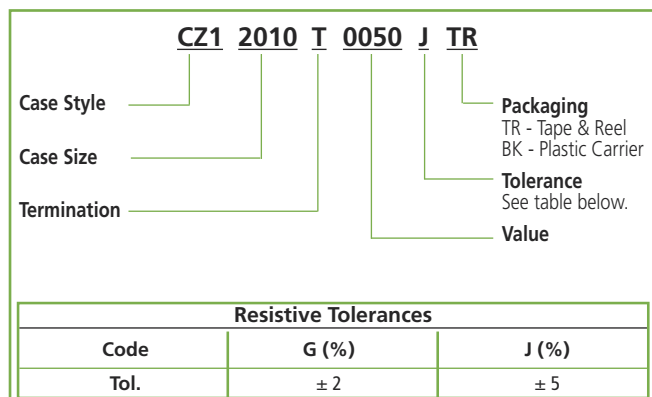 CZ1 2010 T 0050 J TR
Case Style
Case Size
Termination
Packaging
TR - Tape & Reel
BK - Plastic Carrier
Tolerance
See table below.
Value
Resistive Tolerances
Code G (%) J (%)
Tol. ± 2 ± 5